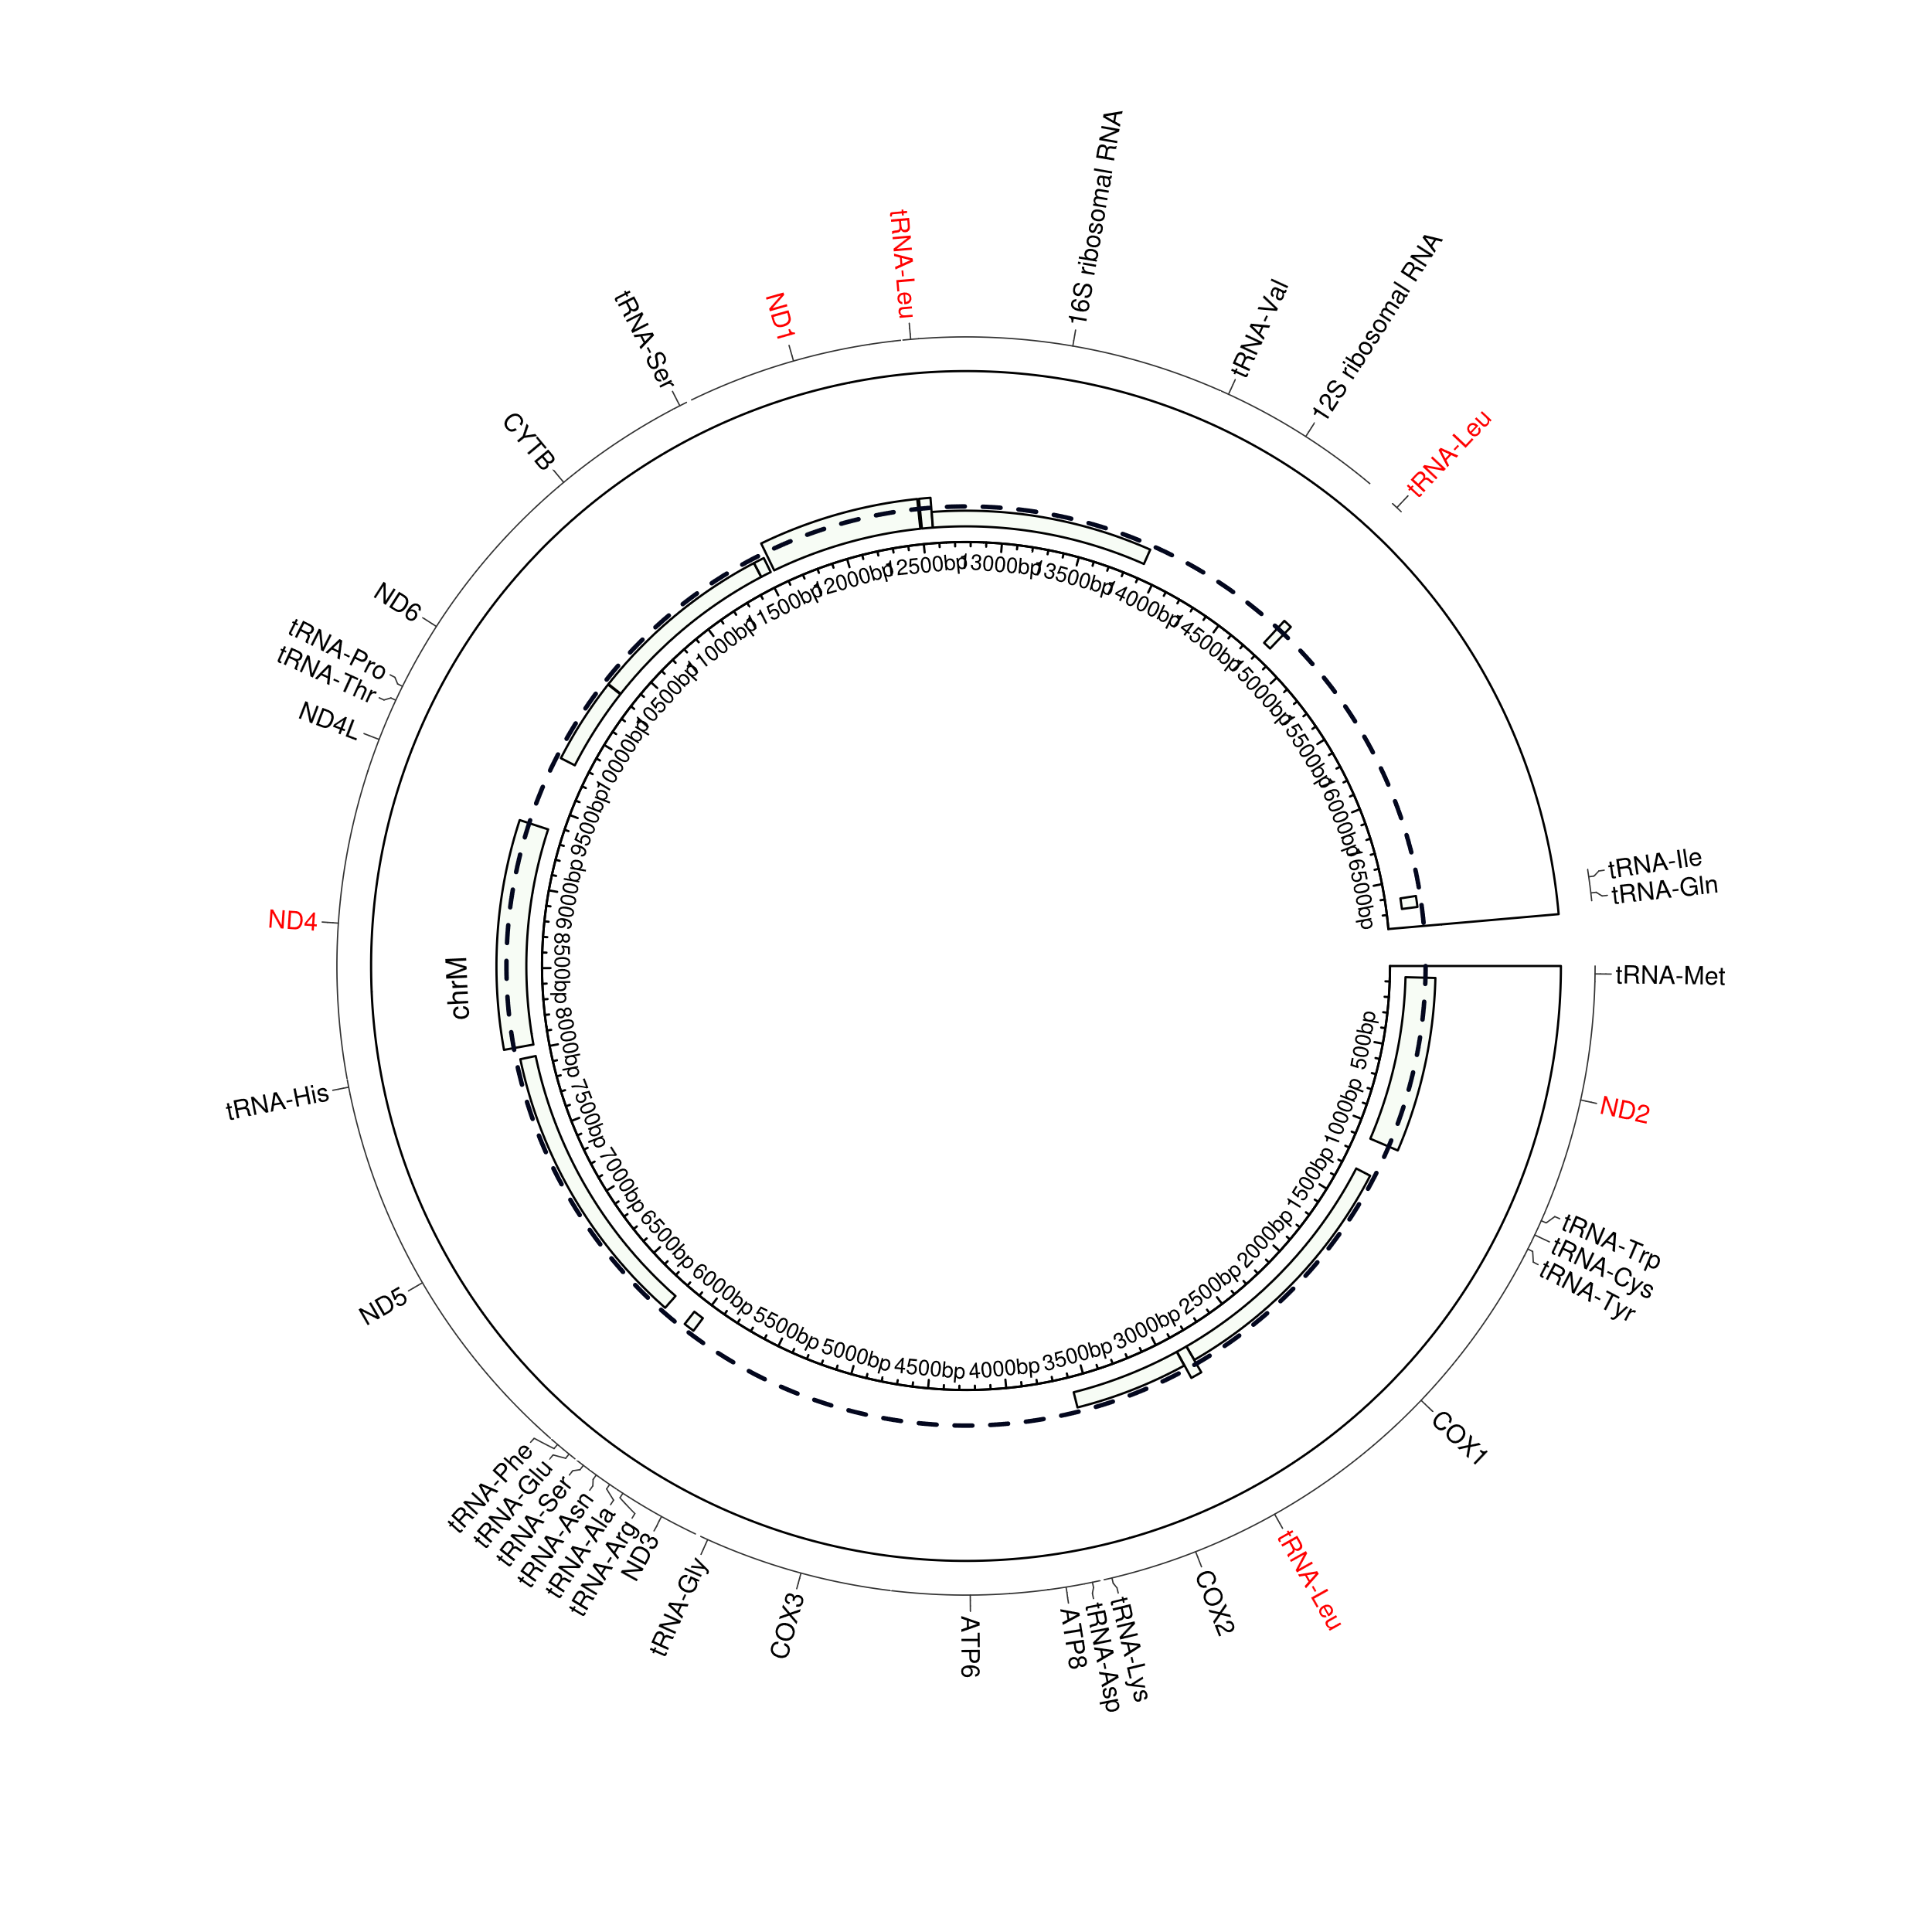 tRNA-Met
ND2
tRNA-Trp
tRNA-Cys
tRNA-Tyr
COX1
tRNA-Leu
COX2
tRNA-Lys
tRNA-Asp
ATP8
ATP6
COX3
tRNA-Gly
ND3
tRNA-Arg
tRNA-Ala
tRNA-Asn
tRNA-Ser
tRNA-Glu
tRNA-Phe
ND5
tRNA-His
ND4
ND4L
tRNA-Thr
tRNA-Pro
ND6
CYTB
tRNA-Ser
ND1
tRNA-Leu
16S ribosomal RNA
tRNA-Val
12S ribosomal RNA
tRNA-Leu
tRNA-Ile
tRNA-Gln
chrM
500bp
1000bp
1500bp
2000bp
2500bp
3000bp
3500bp
4000bp
4500bp
5000bp
5500bp
6000bp
6500bp
7000bp
7500bp
8000bp
8500bp
9000bp
9500bp
10000bp
10500bp
11000bp
11500bp
12000bp
12500bp
13000bp
13500bp
14000bp
14500bp
15000bp
15500bp
16000bp
16500bp